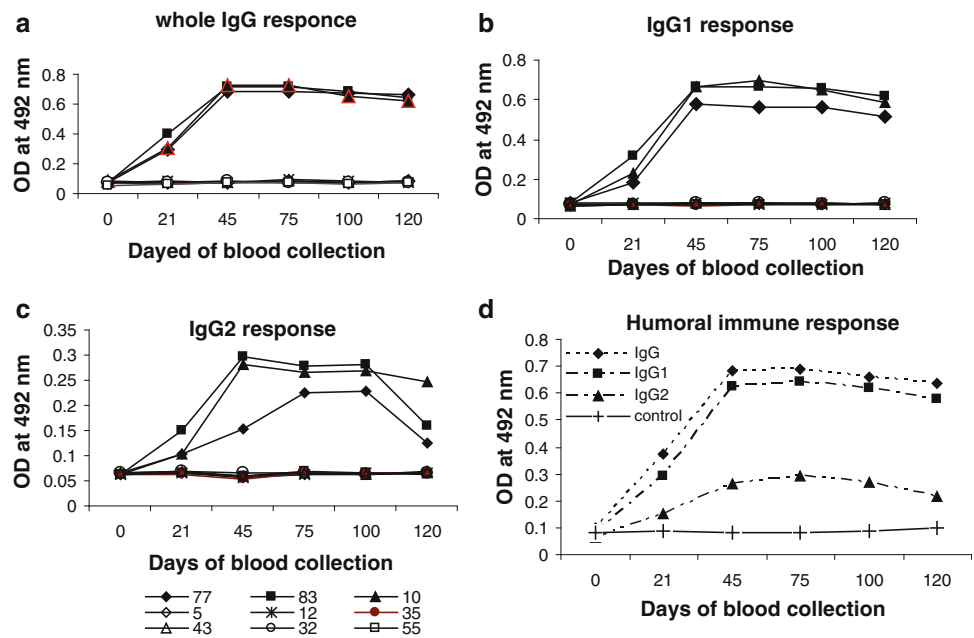 a
whole IgG responce
OD at 492 nm
0.8
0.6
0.4
0.2
0
0 21 45 75 100 120
Dayed of blood collection
b
IgG1 response
OD at 492 nm
0.8
0.6
0.4
0.2
0
0 21 45 75 100 120
Dayes of blood collection
c
IgG2 response
OD at 492 nm
0.35
0.3
0.25
0.2
0.15
0.1
0.05
0
0 21 45 75 100 120
Days of blood collection
77 83 10
5 12 35
43 32 55
d
Humoral immune response
IgG
IgG1
IgG2
control
OD at 492 nm
0.8
0.7
0.6
0.5
0.4
0.3
0.2
0.1
0
0 21 45 75 100 120
Days of blood collection